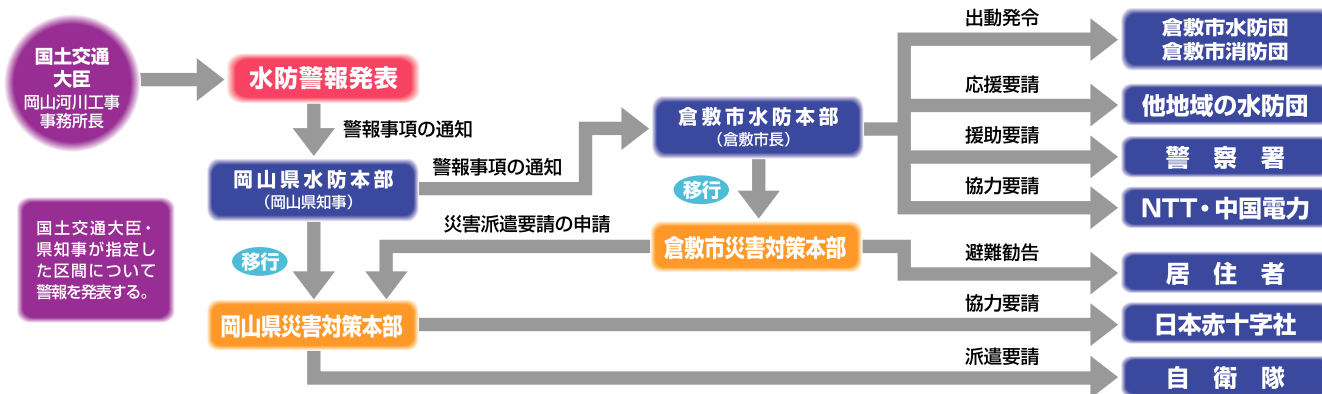 国土交通
大臣
岡山河川工事
事務所長
水防警報発表
警報事項の通知
岡山県水防本部
（岡山県知事）
警報事項の通知
倉敷市水防本部
（倉敷市長）
出動発令
倉敷市水防団
倉敷市消防団
応援要請
他地域の水防団
援助要請
警察署
協力要請
NTT・中国電力
移行
国土交通大臣・
県知事が指定し
た区間について
警報を発表する。
移行
災害派遣要請の申請
倉敷市災害対策本部
避難勧告
居住者
岡山県災害対策本部
協力要請
日本赤十字社
派遣要請
自衛隊